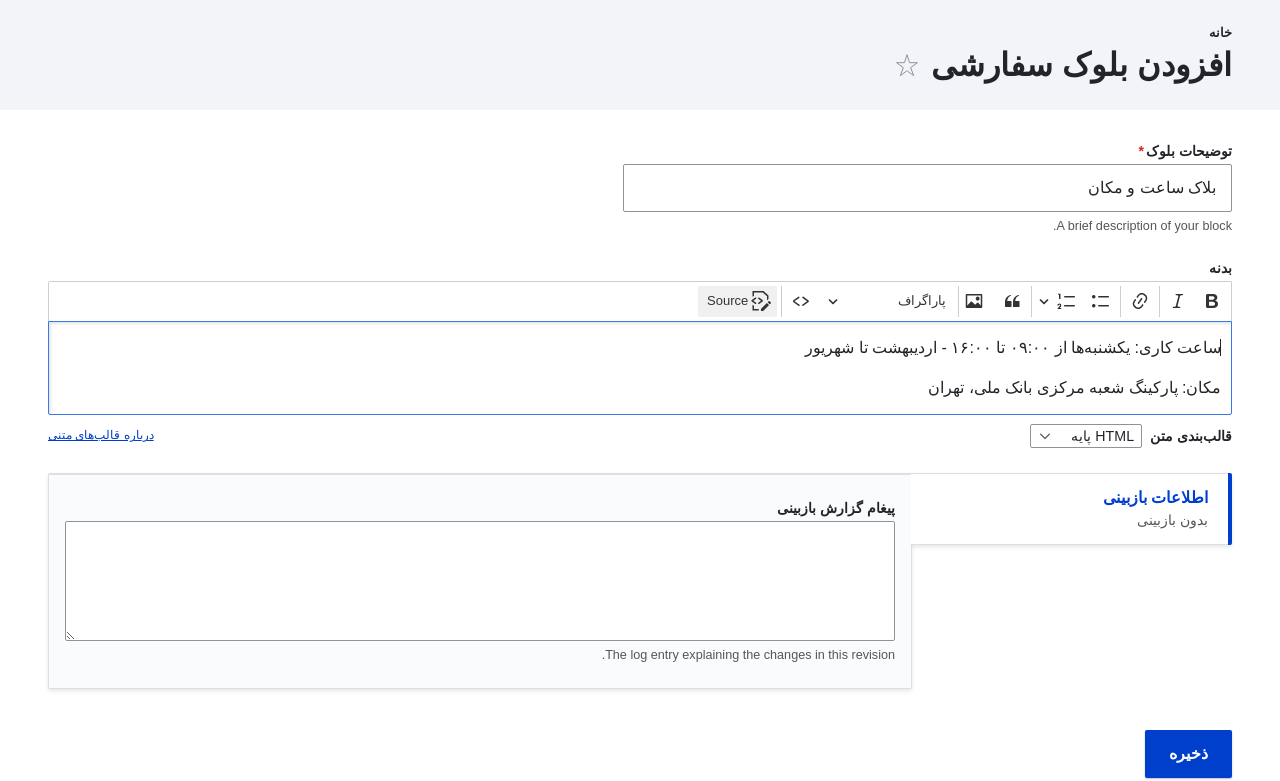 خانه
افزودن بلوک سفارشی
توضیحات بلوک *
بلاک ساعت و مکان
A brief description of your block.
بدنه
B I پاراگراف Source
ساعت کاری: یکشنبه‌ها از ۰۹:۰۰ تا ۱۶:۰۰ - اردیبهشت تا شهریور
مکان: پارکینگ شعبه مرکزی بانک ملی، تهران
قالب‌بندی متن HTML پایه درباره قالب‌های متنی
اطلاعات بازبینی
بدون بازبینی
پیغام گزارش بازبینی
The log entry explaining the changes in this revision.
ذخیره